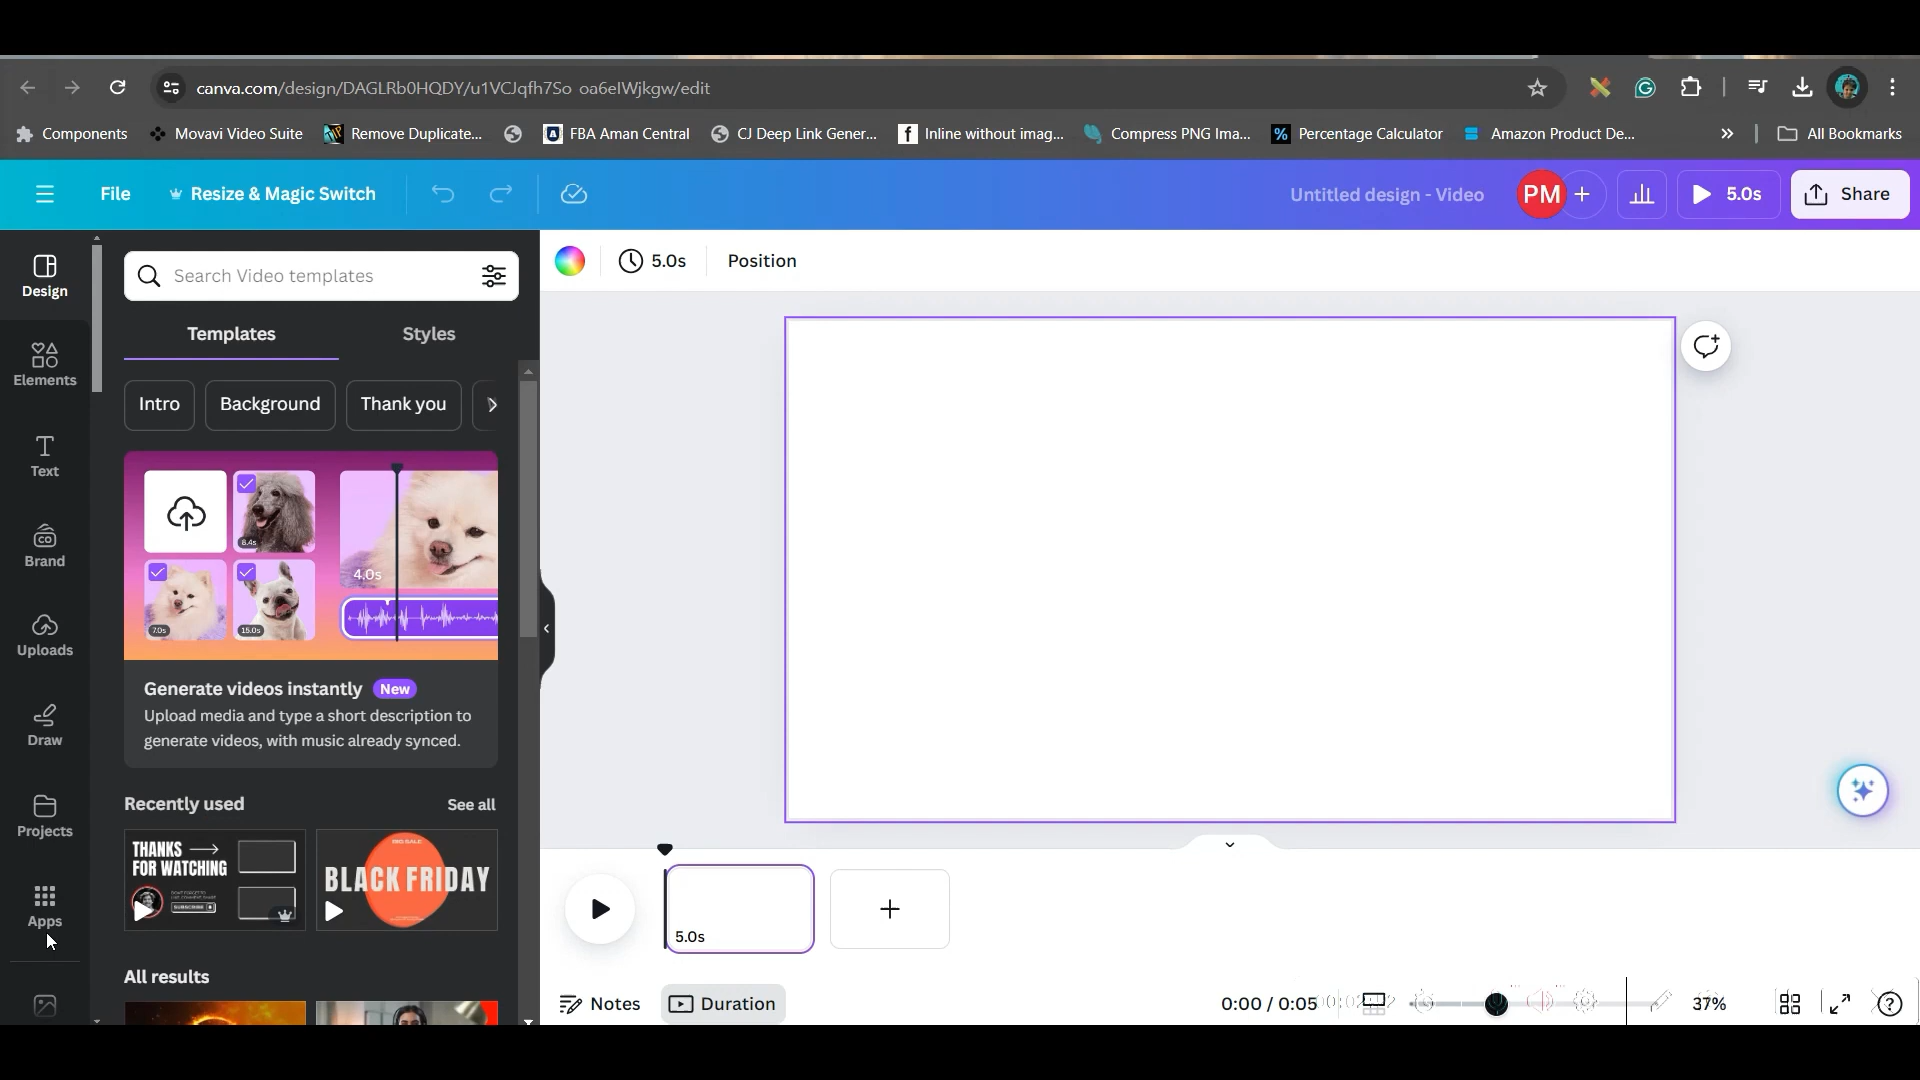 canva.com/design/DAGLRb0HQDY/u1VCJqfh7So oa6eIWjkgw/edit
Components
Movavi Video Suite
Remove Duplicate...
FBA Aman Central
CJ Deep Link Gener...
Inline without imag...
Compress PNG Ima...
Percentage Calculator
Amazon Product De...
All Bookmarks
File
Resize & Magic Switch
Untitled design - Video
PM
5.0s
Share
Design
Elements
Text
Brand
Uploads
Draw
Projects
Apps
Search Video templates
Templates
Styles
Intro
Background
Thank you
8.4s
7.0s
15.0s
4.0s
Generate videos instantly New
Upload media and type a short description to
generate videos, with music already synced.
Recently used
See all
THANKS
FOR WATCHING
SUBSCRIBE
BIG SALE
BLACK FRIDAY
All results
5.0s
Position
5.0s
Notes
Duration
0:00 / 0:05
37%